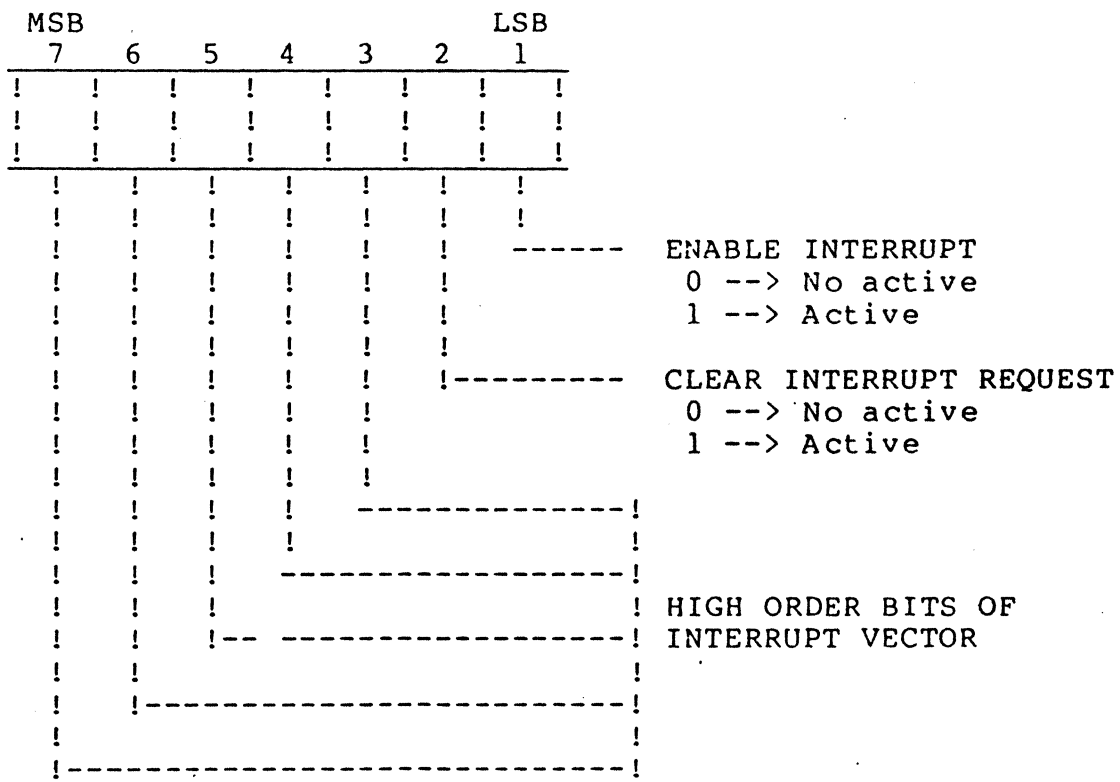 MSB LSB
7 6 5 4 3 2 1
ENABLE INTERRUPT
0 --> No active
1 --> Active
CLEAR INTERRUPT REQUEST
0 --> No active
1 --> Active
HIGH ORDER BITS OF
INTERRUPT VECTOR